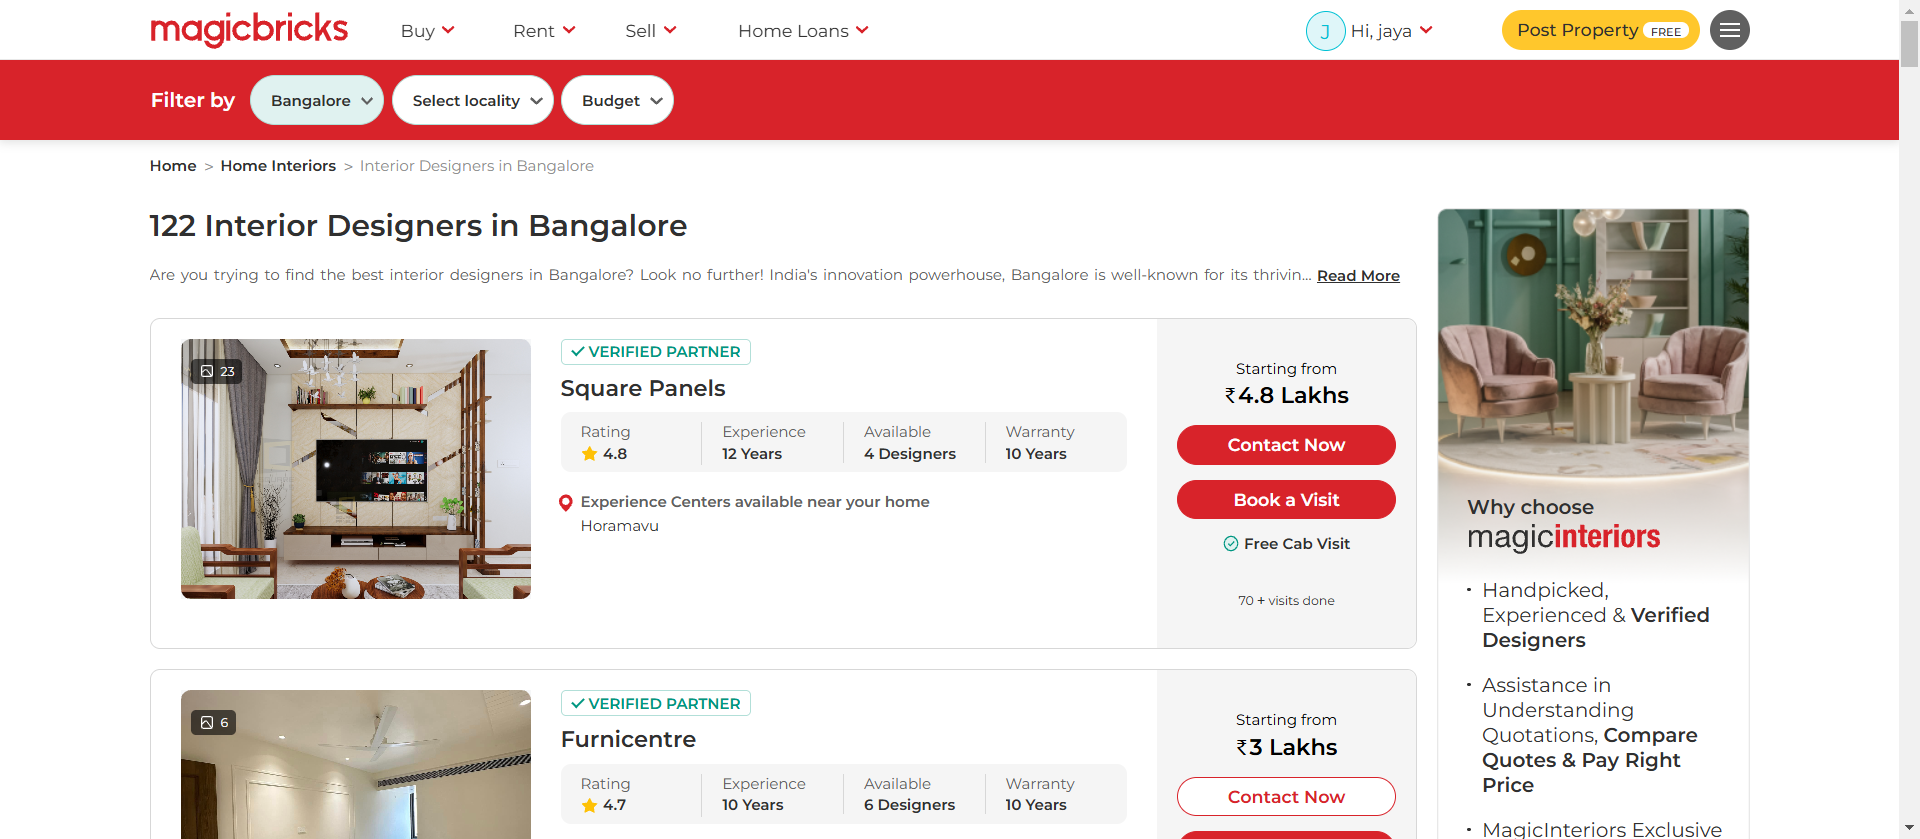 magicbricks
Buy
Rent
Sell
Home Loans
J
Hi, jaya
Post Property FREE
Filter by
Bangalore
Select locality
Budget
Home > Home Interiors > Interior Designers in Bangalore
122 Interior Designers in Bangalore
Are you trying to find the best interior designers in Bangalore? Look no further! India's innovation powerhouse, Bangalore is well-known for its thrivin... Read More
23
VERIFIED PARTNER
Square Panels
Rating
4.8
Experience
12 Years
Available
4 Designers
Warranty
10 Years
Experience Centers available near your home
Horamavu
Starting from
₹4.8 Lakhs
Contact Now
Book a Visit
Free Cab Visit
70 + visits done
6
VERIFIED PARTNER
Furnicentre
Rating
4.7
Experience
10 Years
Available
6 Designers
Warranty
10 Years
Starting from
₹3 Lakhs
Contact Now
Why choose
magicinteriors
· Handpicked,
Experienced & Verified
Designers
· Assistance in
Understanding
Quotations, Compare
Quotes & Pay Right
Price
· MagicInteriors Exclusive